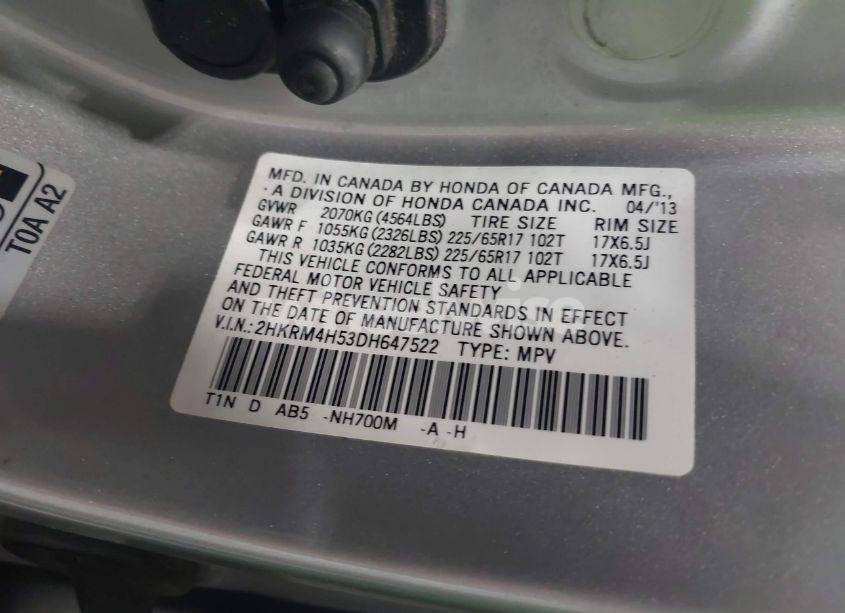 T0A A2
MFD. IN CANADA BY HONDA OF CANADA MFG.,
A DIVISION OF HONDA CANADA INC. 04/'13
GVWR 2070KG (4564LBS) TIRE SIZE RIM SIZE
GAWR F 1055KG (2326LBS) 225/65R17 102T 17X6.5J
GAWR R 1035KG (2282LBS) 225/65R17 102T 17X6.5J
THIS VEHICLE CONFORMS TO ALL APPLICABLE
FEDERAL MOTOR VEHICLE SAFETY
AND THEFT PREVENTION STANDARDS IN EFFECT
ON THE DATE OF MANUFACTURE SHOWN ABOVE.
V.I.N.: 2HKRM4H53DH647522 TYPE: MPV
T1N D AB5 -NH700M -A -H